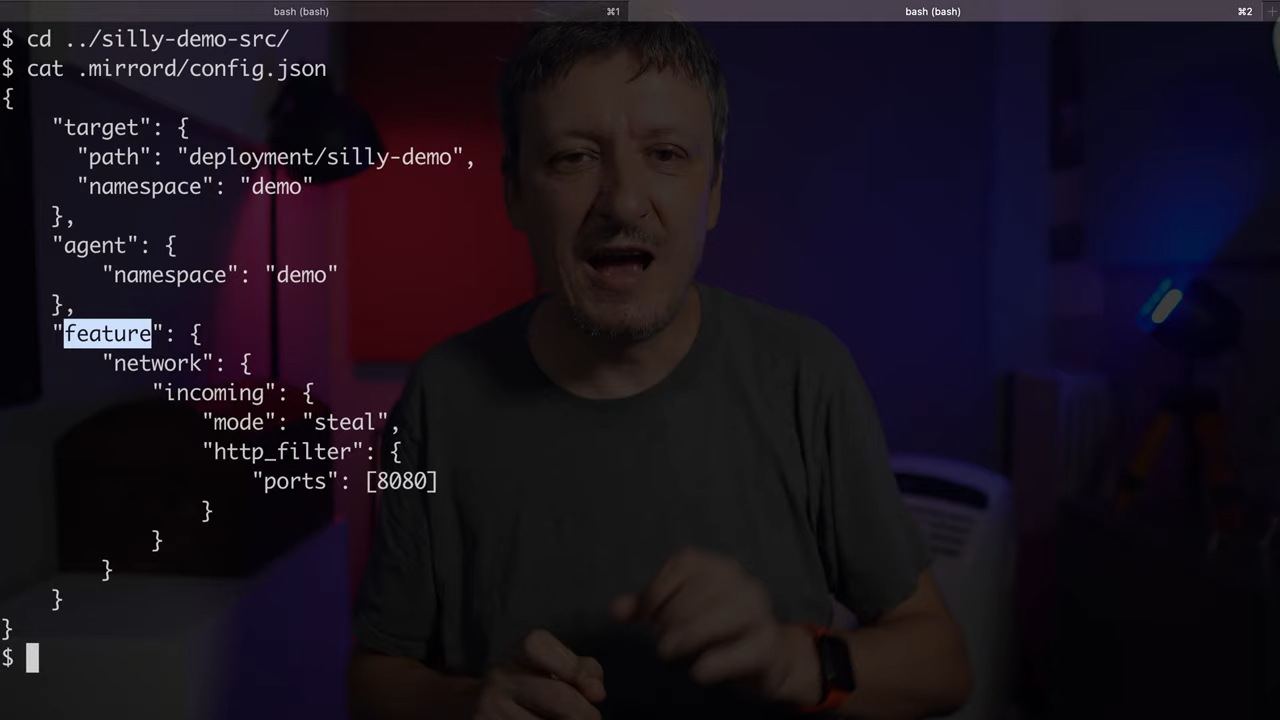 bash (bash) ⌘1 bash (bash) ⌘2
$ cd ../silly-demo-src/
$ cat .mirrord/config.json
{
    "target": {
      "path": "deployment/silly-demo",
      "namespace": "demo"
    },
    "agent": {
        "namespace": "demo"
    },
    "feature": {
        "network": {
            "incoming": {
                "mode": "steal",
                "http_filter": {
                    "ports": [8080]
                }
            }
        }
    }
}
$